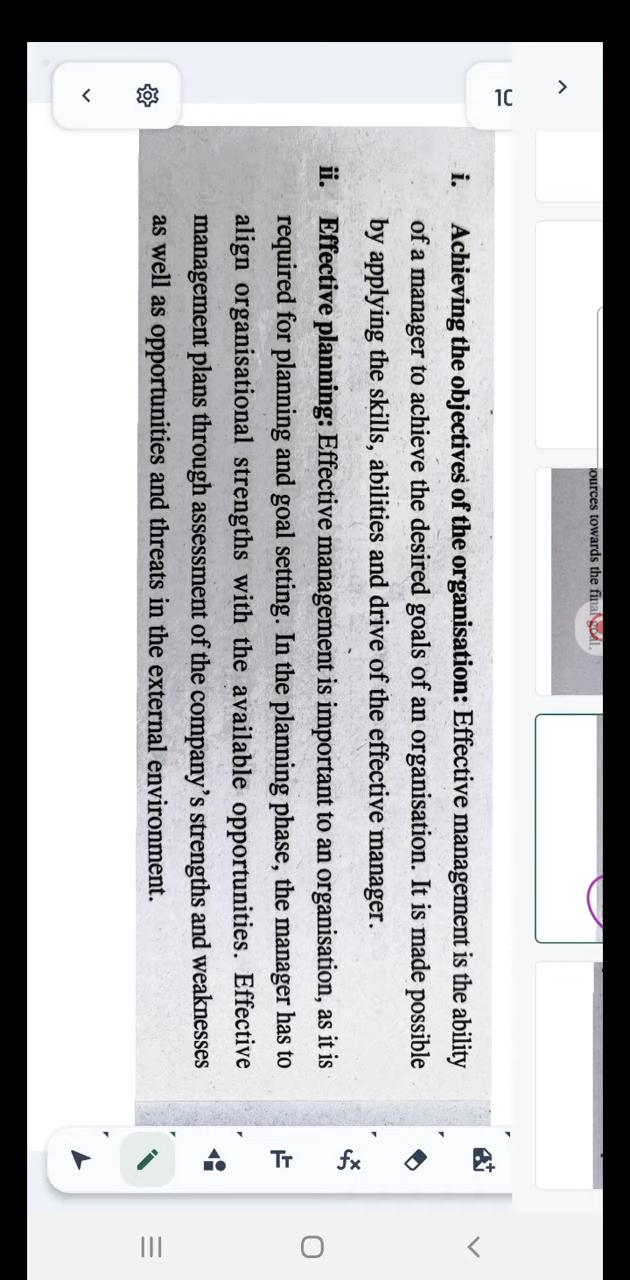 10
i. Achieving the objectives of the organisation: Effective management is the ability
of a manager to achieve the desired goals of an organisation. It is made possible
by applying the skills, abilities and drive of the effective manager.
ii. Effective planning: Effective management is important to an organisation, as it is
required for planning and goal setting. In the planning phase, the manager has to
align organisational strengths with the available opportunities. Effective
management plans through assessment of the company's strengths and weaknesses
as well as opportunities and threats in the external environment.
ources towards the final goal.
TT
fx